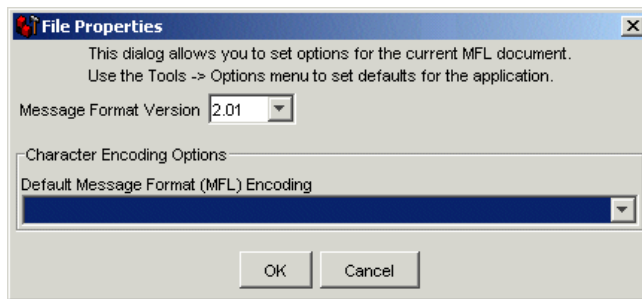 File Properties
This dialog allows you to set options for the current MFL document.
Use the Tools -> Options menu to set defaults for the application.
Message Format Version 2.01
Character Encoding Options
Default Message Format (MFL) Encoding
OK Cancel